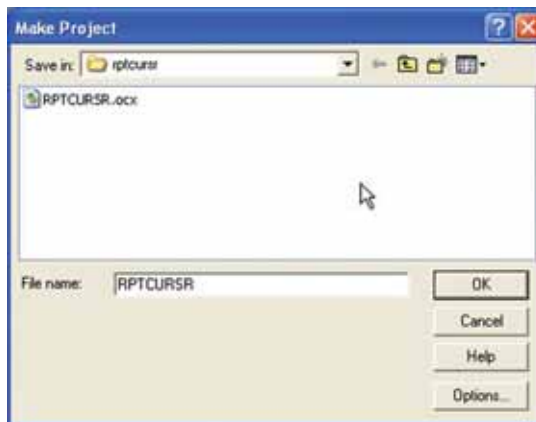 Make Project
Save in: rptcursr
RPTCURSR.ocx
File name: RPTCURSR
OK
Cancel
Help
Options...